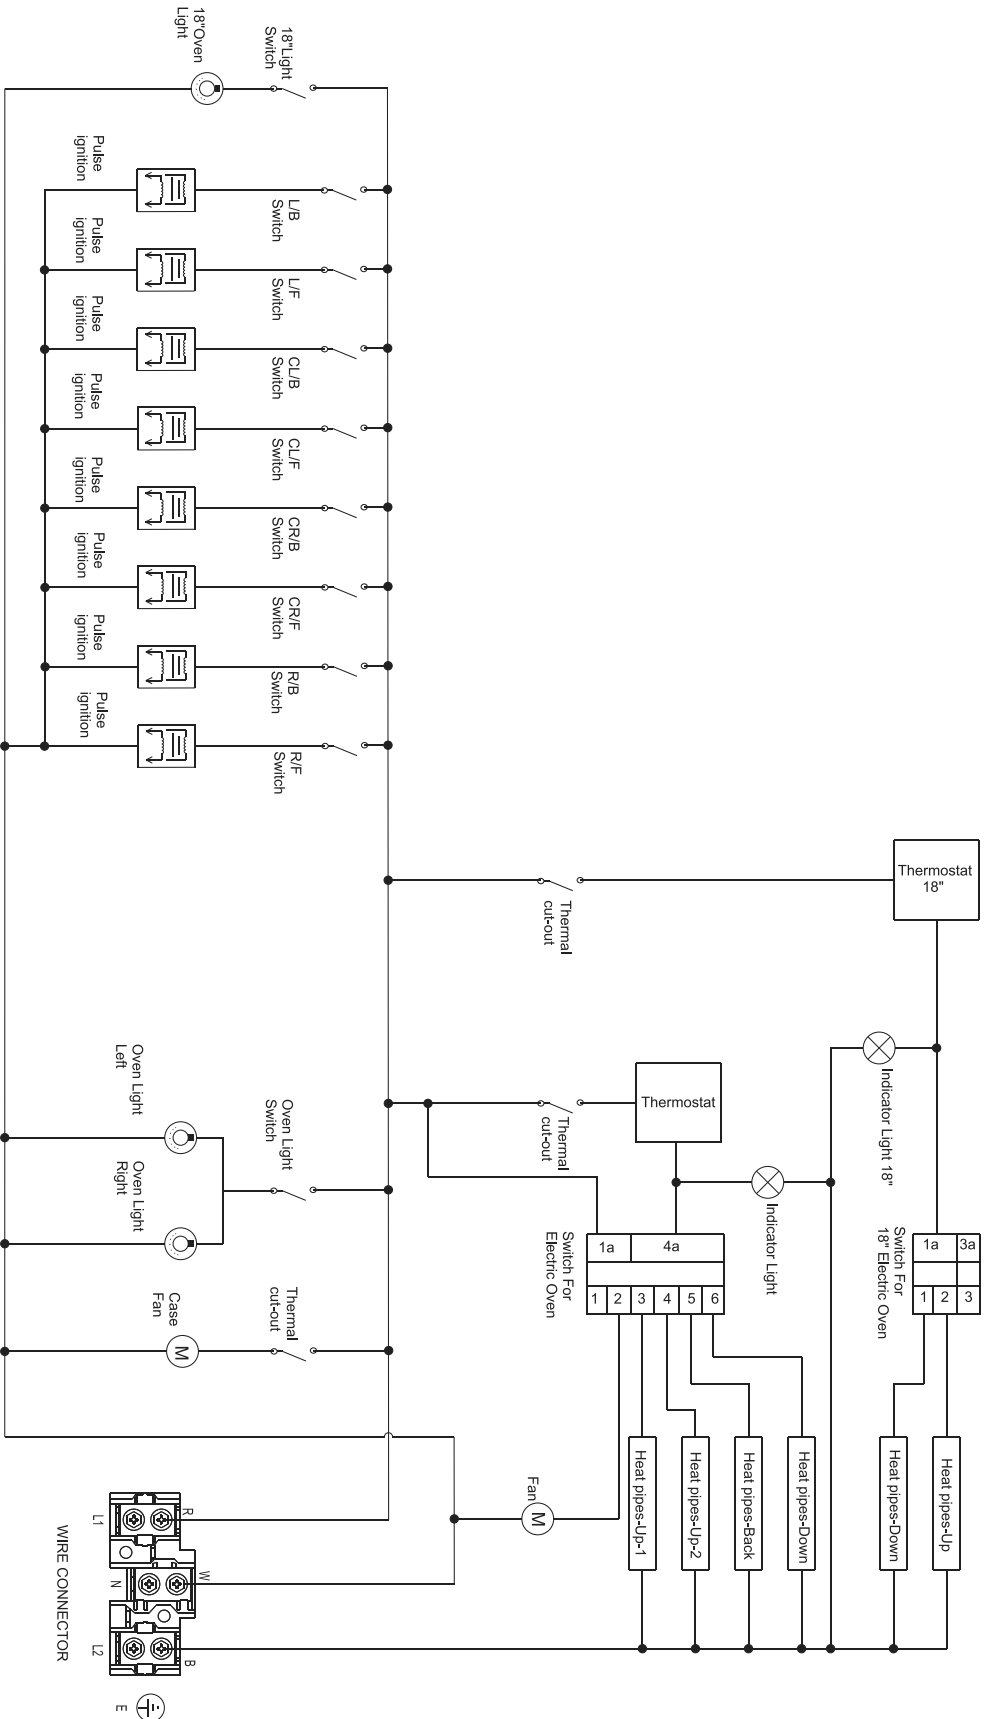 18"Oven
Light
18"Light
Switch
Pulse
ignition
L/B
Switch
Pulse
ignition
L/F
Switch
Pulse
ignition
CL/B
Switch
Pulse
ignition
CL/F
Switch
Pulse
ignition
CR/B
Switch
Pulse
ignition
CR/F
Switch
Pulse
ignition
R/B
Switch
Pulse
ignition
R/F
Switch
Thermostat
18"
Thermal
cut-out
Indicator Light 18"
Thermostat
Thermal
cut-out
Indicator Light
Oven Light
Left
Oven Light
Switch
Oven Light
Right
Switch For
Electric Oven
1a 4a
1 2 3 4 5 6
Switch For
18" Electric Oven
1a 3a
1 2 3
Case
Fan
M
Thermal
cut-out
Fan
M
Heat pipes-Up-1
Heat pipes-Up-2
Heat pipes-Back
Heat pipes-Down
Heat pipes-Down
Heat pipes-Up
WIRE CONNECTOR
L1
R
N
W
L2
B
E